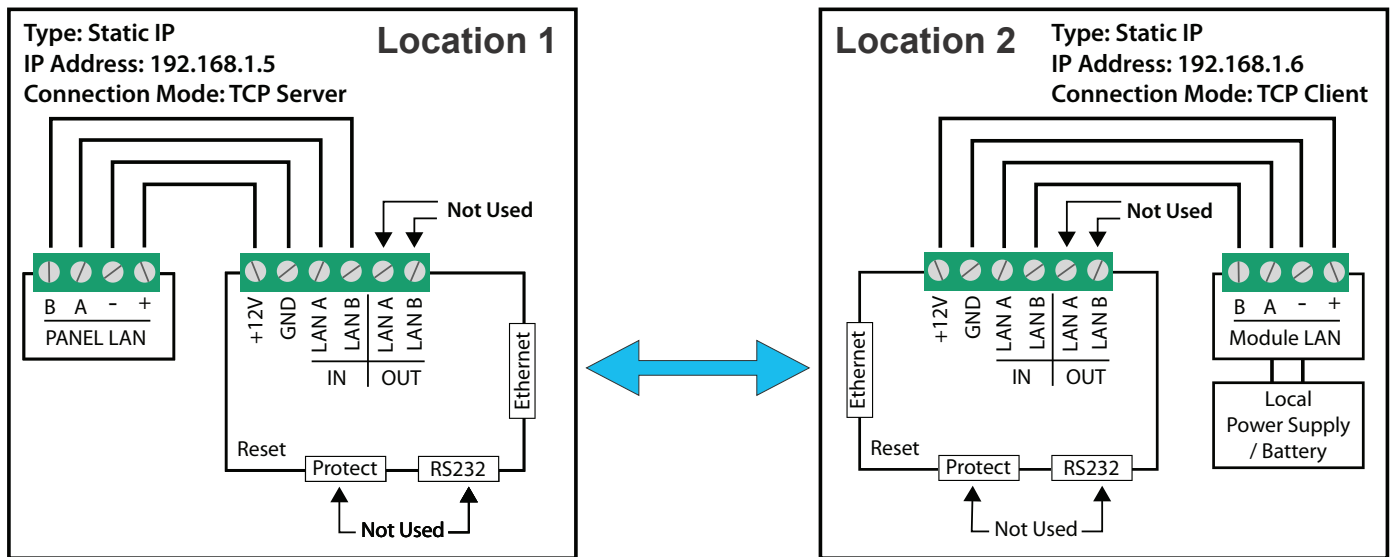 Type: Static IP
IP Address: 192.168.1.5
Connection Mode: TCP Server
Location 1
Not Used
B A - +
PANEL LAN
+12V
GND
LAN A
LAN B
LAN A
LAN B
IN OUT
Ethernet
Reset
Protect
RS232
Not Used
Location 2
Type: Static IP
IP Address: 192.168.1.6
Connection Mode: TCP Client
Not Used
+12V
GND
LAN A
LAN B
LAN A
LAN B
IN OUT
Ethernet
Reset
Protect
RS232
Not Used
B A - +
Module LAN
Local
Power Supply
/ Battery